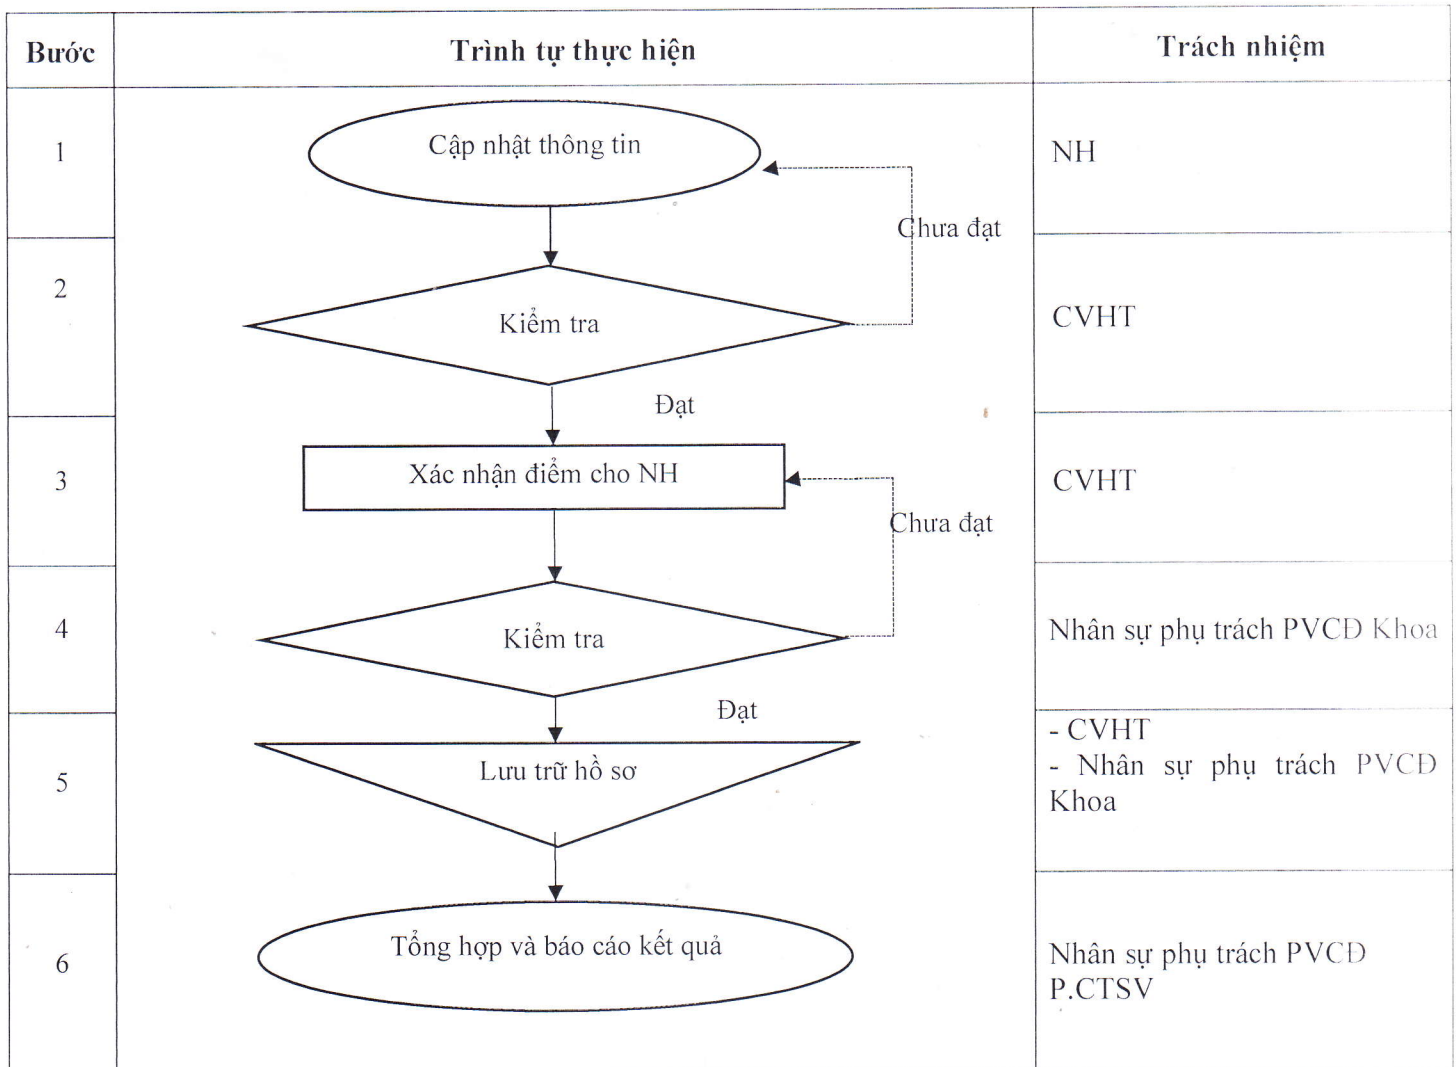 Bước
Trình tự thực hiện
Trách nhiệm
1
Cập nhật thông tin
NH
Chưa đạt
2
Kiểm tra
CVHT
Đạt
3
Xác nhận điểm cho NH
CVHT
Chưa đạt
4
Kiểm tra
Nhân sự phụ trách PVCĐ Khoa
Đạt
5
Lưu trữ hồ sơ
- CVHT
- Nhân sự phụ trách PVCĐ
Khoa
6
Tổng hợp và báo cáo kết quả
Nhân sự phụ trách PVCĐ
P.CTSV